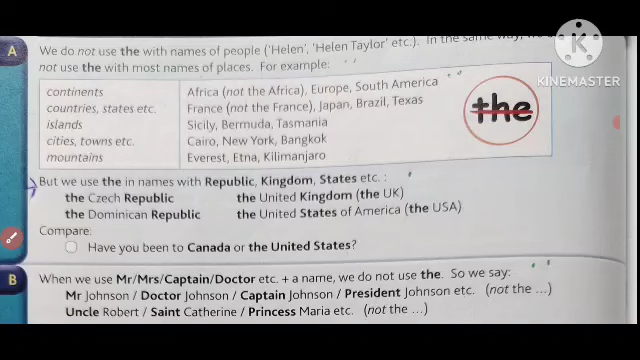 A
We do not use the with names of people ('Helen', 'Helen Taylor' etc.). In the same way,
not use the with most names of places. For example:
continents Africa (not the Africa), Europe, South America
countries, states etc. France (not the France), Japan, Brazil, Texas
islands Sicily, Bermuda, Tasmania
cities, towns etc. Cairo, New York, Bangkok
mountains Everest, Etna, Kilimanjaro
the
K
KINEMASTER
But we use the in names with Republic, Kingdom, States etc. :
the Czech Republic the United Kingdom (the UK)
the Dominican Republic the United States of America (the USA)
Compare:
Have you been to Canada or the United States?
B
When we use Mr/Mrs/Captain/Doctor etc. + a name, we do not use the. So we say:
Mr Johnson / Doctor Johnson / Captain Johnson / President Johnson etc. (not the ...)
Uncle Robert / Saint Catherine / Princess Maria etc. (not the ...)